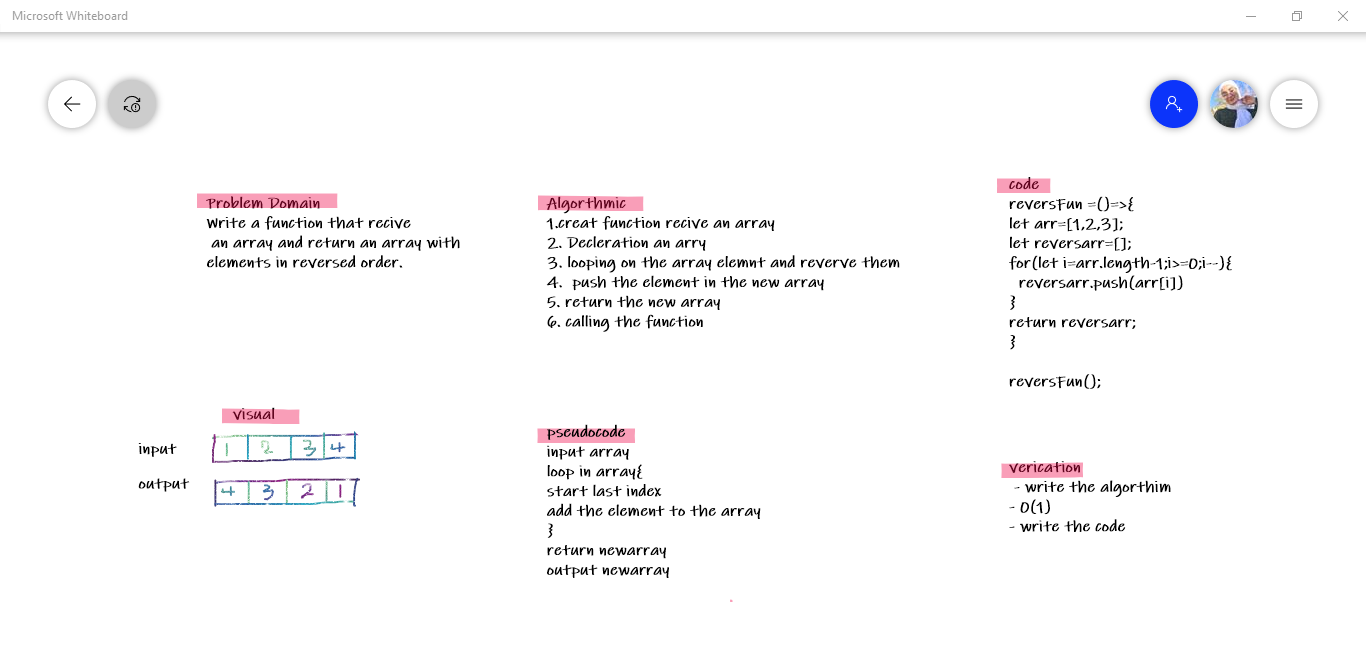 Microsoft Whiteboard
Problem Domain
Write a function that recive
an array and return an array with
elements in reversed order.
Visual
input
1 2 3 4
output
4 3 2 1
Algorthmic
1.creat function recive an array
2. Decleration an arry
3. looping on the array elemnt and reverve them
4. push the element in the new array
5. return the new array
6. calling the function
pseudocode
input array
loop in array{
start last index
add the element to the array
}
return newarray
output newarray
code
reversFun =()=>{
let arr=[1,2,3];
let reversarr=[];
for(let i=arr.length-1;i>=0;i--){
reversarr.push(arr[i])
}
return reversarr;
}
reversFun();
verication
- write the algorthim
- O(1)
- write the code